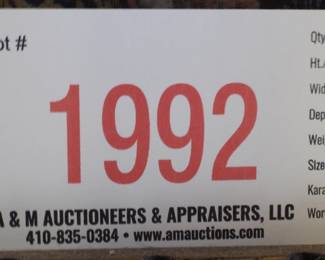 ot #
1992
A & M AUCTIONEERS & APPRAISERS, LLC
410-835-0384 • www.amauctions.com
Qty
Ht.
Wid
Dep
Wei
Size
Kara
Wor